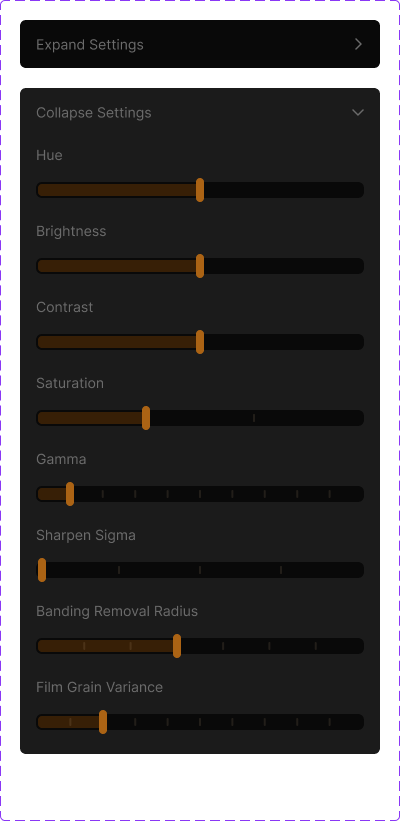 Expand Settings
Collapse Settings
Hue
Brightness
Contrast
Saturation
Gamma
Sharpen Sigma
Banding Removal Radius
Film Grain Variance